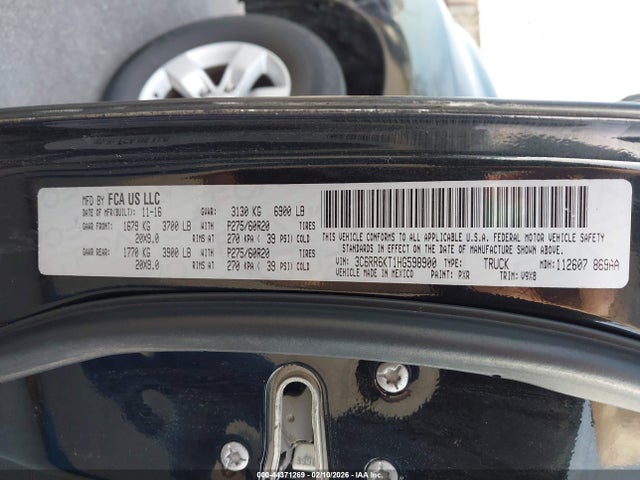 MFD BY FCA US LLC
DATE OF MFR(BUILT): 11-16 GVWR: 3130 KG 6900 LB
GAWR FRONT: 1679 KG 3700 LB WITH P275/60R20 TIRES
20X9.0 RIMS AT 270 KPA ( 39 PSI) COLD
GAWR REAR: 1770 KG 3900 LB WITH P275/60R20 TIRES
20X9.0 RIMS AT 270 KPA ( 39 PSI) COLD
THIS VEHICLE CONFORMS TO ALL APPLICABLE U.S.A. FEDERAL MOTOR VEHICLE SAFETY
STANDARDS IN EFFECT ON THE DATE OF MANUFACTURE SHOWN ABOVE.
VIN: 3C6RR6KT1HG598900 TYPE: TRUCK MDH:112607 869AA
MADE IN MEXICO PAINT: PXR TRIM: V9X8
000-44371269 - 02/10/2026 - IAAI.COM